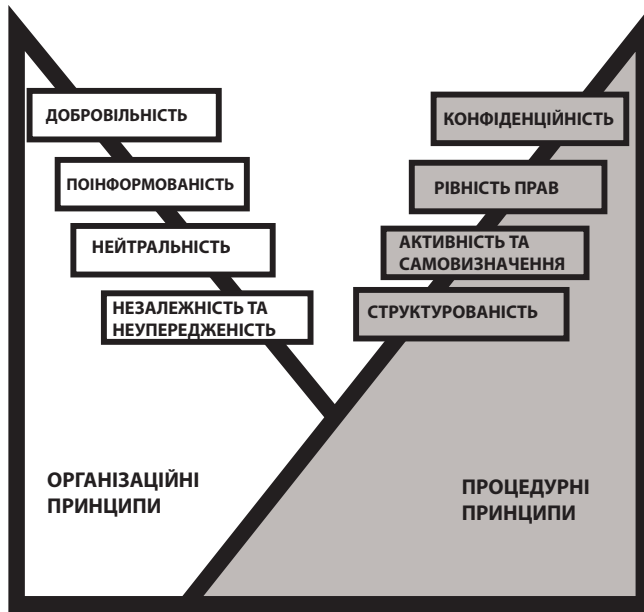 ДОБРОВІЛЬНІСТЬ
ПОІНФОРМОВАНІСТЬ
НЕЙТРАЛЬНІСТЬ
НЕЗАЛЕЖНІСТЬ ТА
НЕУПЕРЕДЖЕНІСТЬ
КОНФІДЕНЦІЙНІСТЬ
РІВНІСТЬ ПРАВ
АКТИВНІСТЬ ТА
САМОВИЗНАЧЕННЯ
СТРУКТУРОВАНІСТЬ
ОРГАНІЗАЦІЙНІ
ПРИНЦИПИ
ПРОЦЕДУРНІ
ПРИНЦИПИ